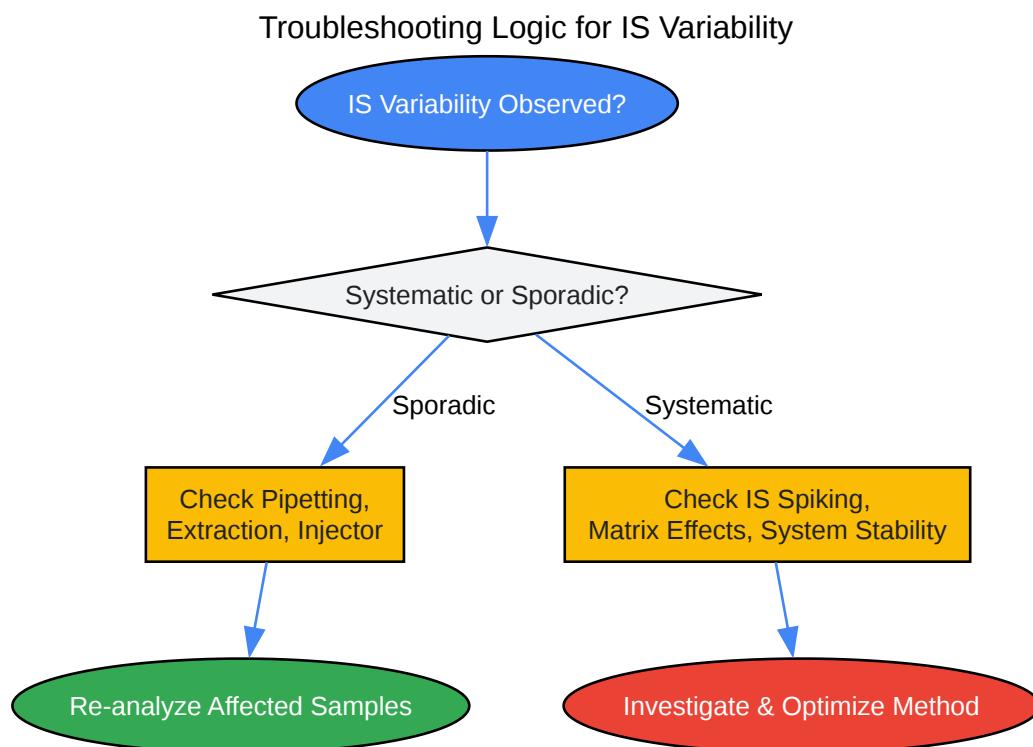 Troubleshooting Logic for IS Variability
IS Variability Observed?
Systematic or Sporadic?
Sporadic
Systematic
Check Pipetting,
Extraction, Injector
Check IS Spiking,
Matrix Effects, System Stability
Re-analyze Affected Samples
Investigate & Optimize Method